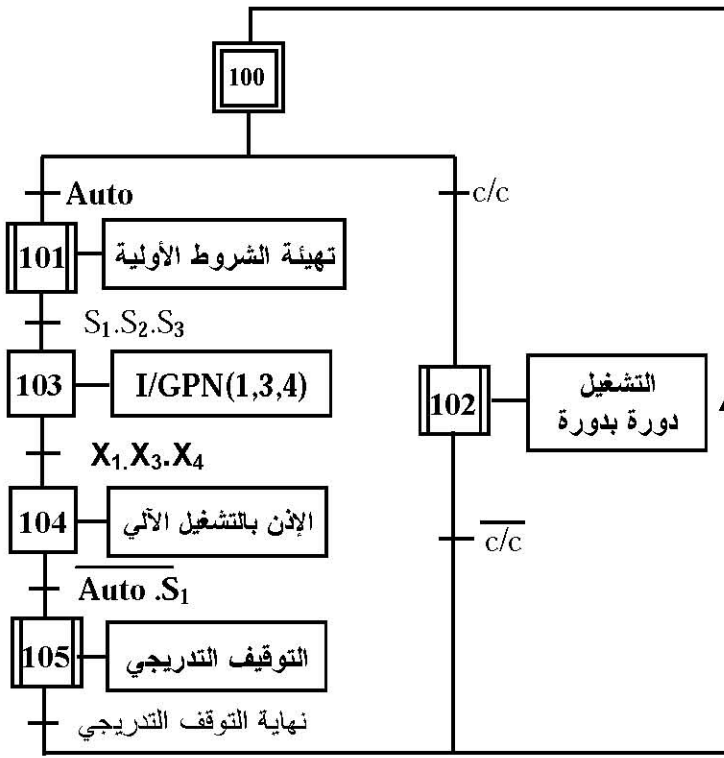 100
Auto
c/c
101
تهيئة الشروط الأولية
S₁.S₂.S₃
103
I/GPN(1,3,4)
102
التشغيل
دورة بدورة
X₁.X₃.X₄
104
الإذن بالتشغيل الآلي
c̅/̅c̅
A̅u̅t̅o̅ ̅.S₁
105
التوقيف التدريجي
نهاية التوقف التدريجي